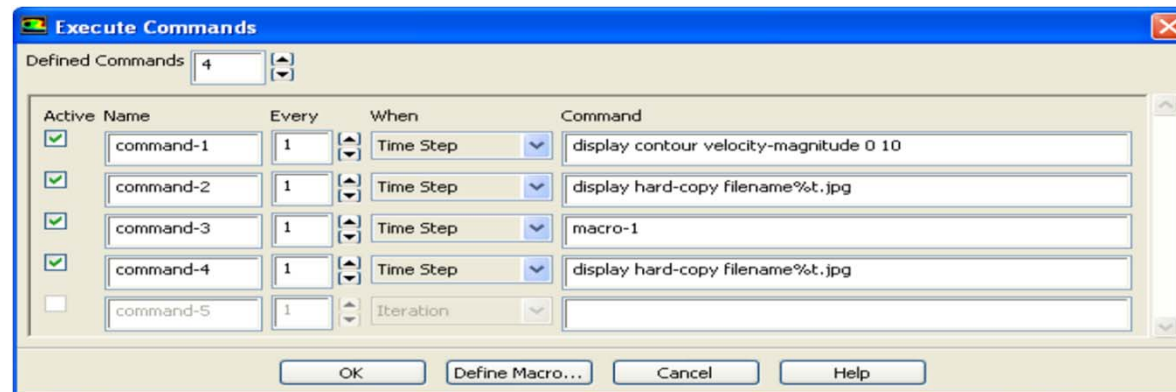 Execute Commands
Defined Commands 4
Active Name Every When Command
command-1 1 Time Step display contour velocity-magnitude 0 10
command-2 1 Time Step display hard-copy filename%t.jpg
command-3 1 Time Step macro-1
command-4 1 Time Step display hard-copy filename%t.jpg
command-5 1 Iteration
OK Define Macro... Cancel Help